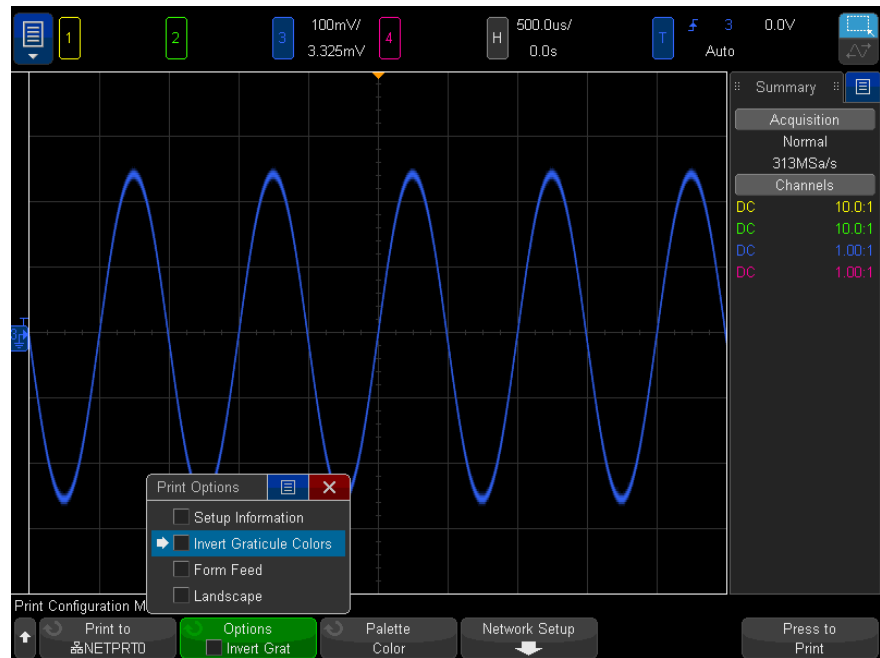 1
2
3
100mV/
3.325mV
4
H
500.0us/
0.0s
T
3
0.0V
Auto
Summary
Acquisition
Normal
313MSa/s
Channels
DC 10.0:1
DC 10.0:1
DC 1.00:1
DC 1.00:1
T
3
Print Options
Setup Information
Invert Graticule Colors
Form Feed
Landscape
Print Configuration M
Print to
NETPRT0
Options
Invert Grat
Palette
Color
Network Setup
Press to
Print